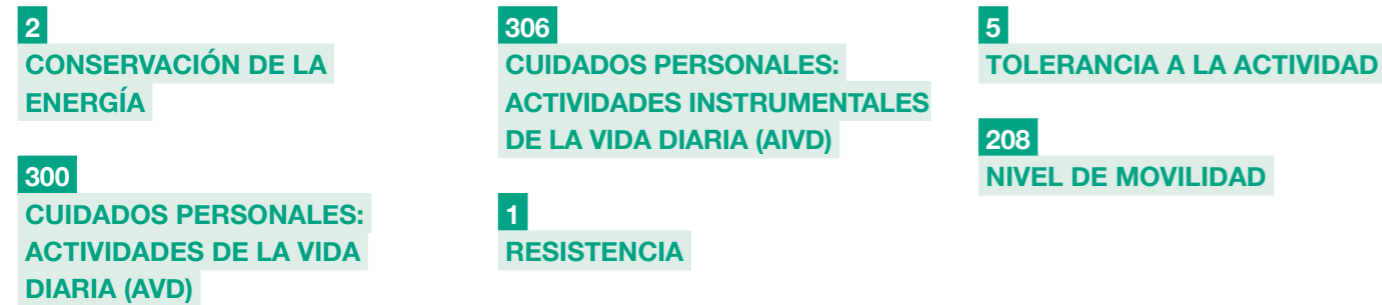 2
CONSERVACIÓN DE LA
ENERGÍA
300
CUIDADOS PERSONALES:
ACTIVIDADES DE LA VIDA
DIARIA (AVD)
306
CUIDADOS PERSONALES:
ACTIVIDADES INSTRUMENTALES
DE LA VIDA DIARIA (AIVD)
1
RESISTENCIA
5
TOLERANCIA A LA ACTIVIDAD
208
NIVEL DE MOVILIDAD